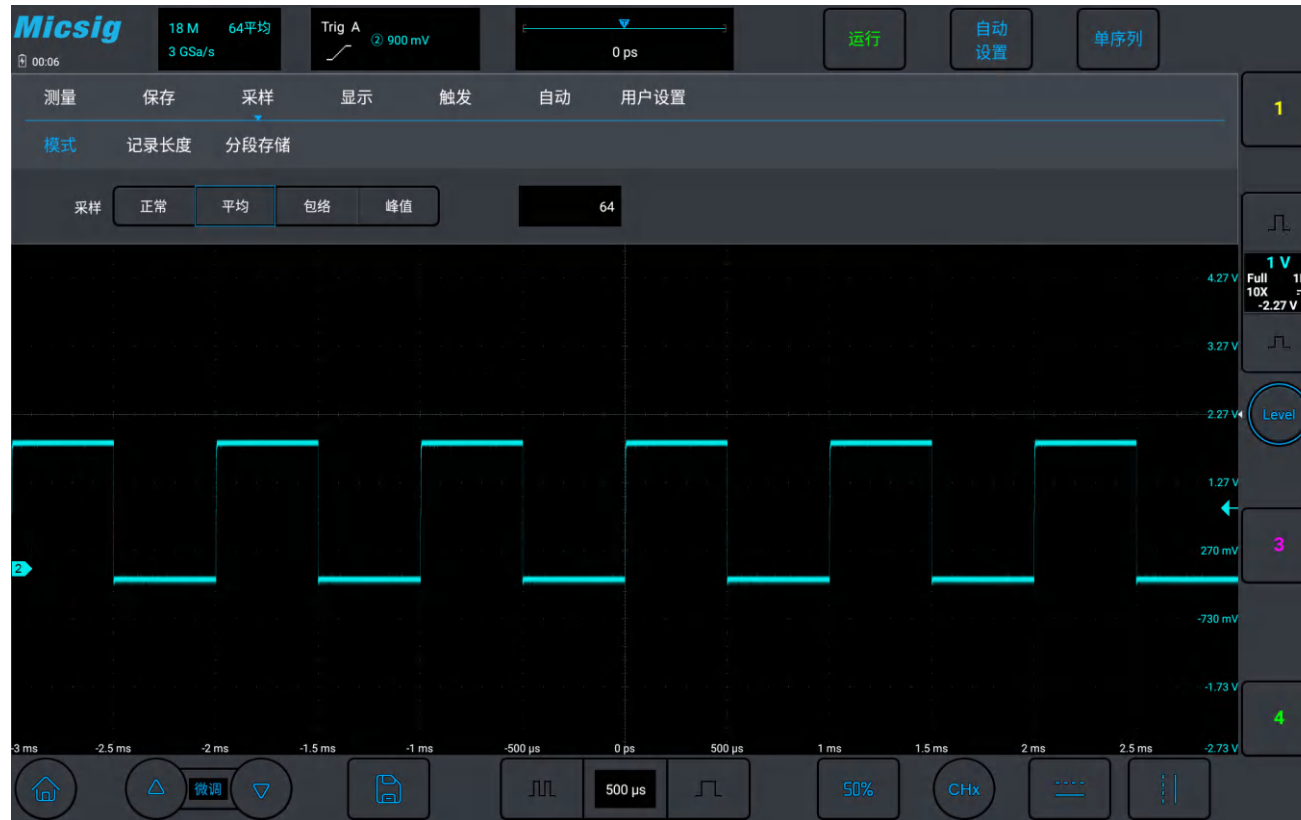 Micsig
18 M 64平均
3 GSa/s
Trig A
② 900 mV
0 ps
运行
自动
设置
单序列
00:06
测量 保存 采样 显示 触发 自动 用户设置
模式 记录长度 分段存储
采样 正常 平均 包络 峰值 64
1
1 V
Full
10X
-2.27 V
Level
3
4
4.27 V
3.27 V
2.27 V
1.27 V
270 mV
-730 mV
-1.73 V
-2.73 V
2
-3 ms -2.5 ms -2 ms -1.5 ms -1 ms -500 μs 0 ps 500 μs 1 ms 1.5 ms 2 ms 2.5 ms
微调
500 μs
50%
CHx